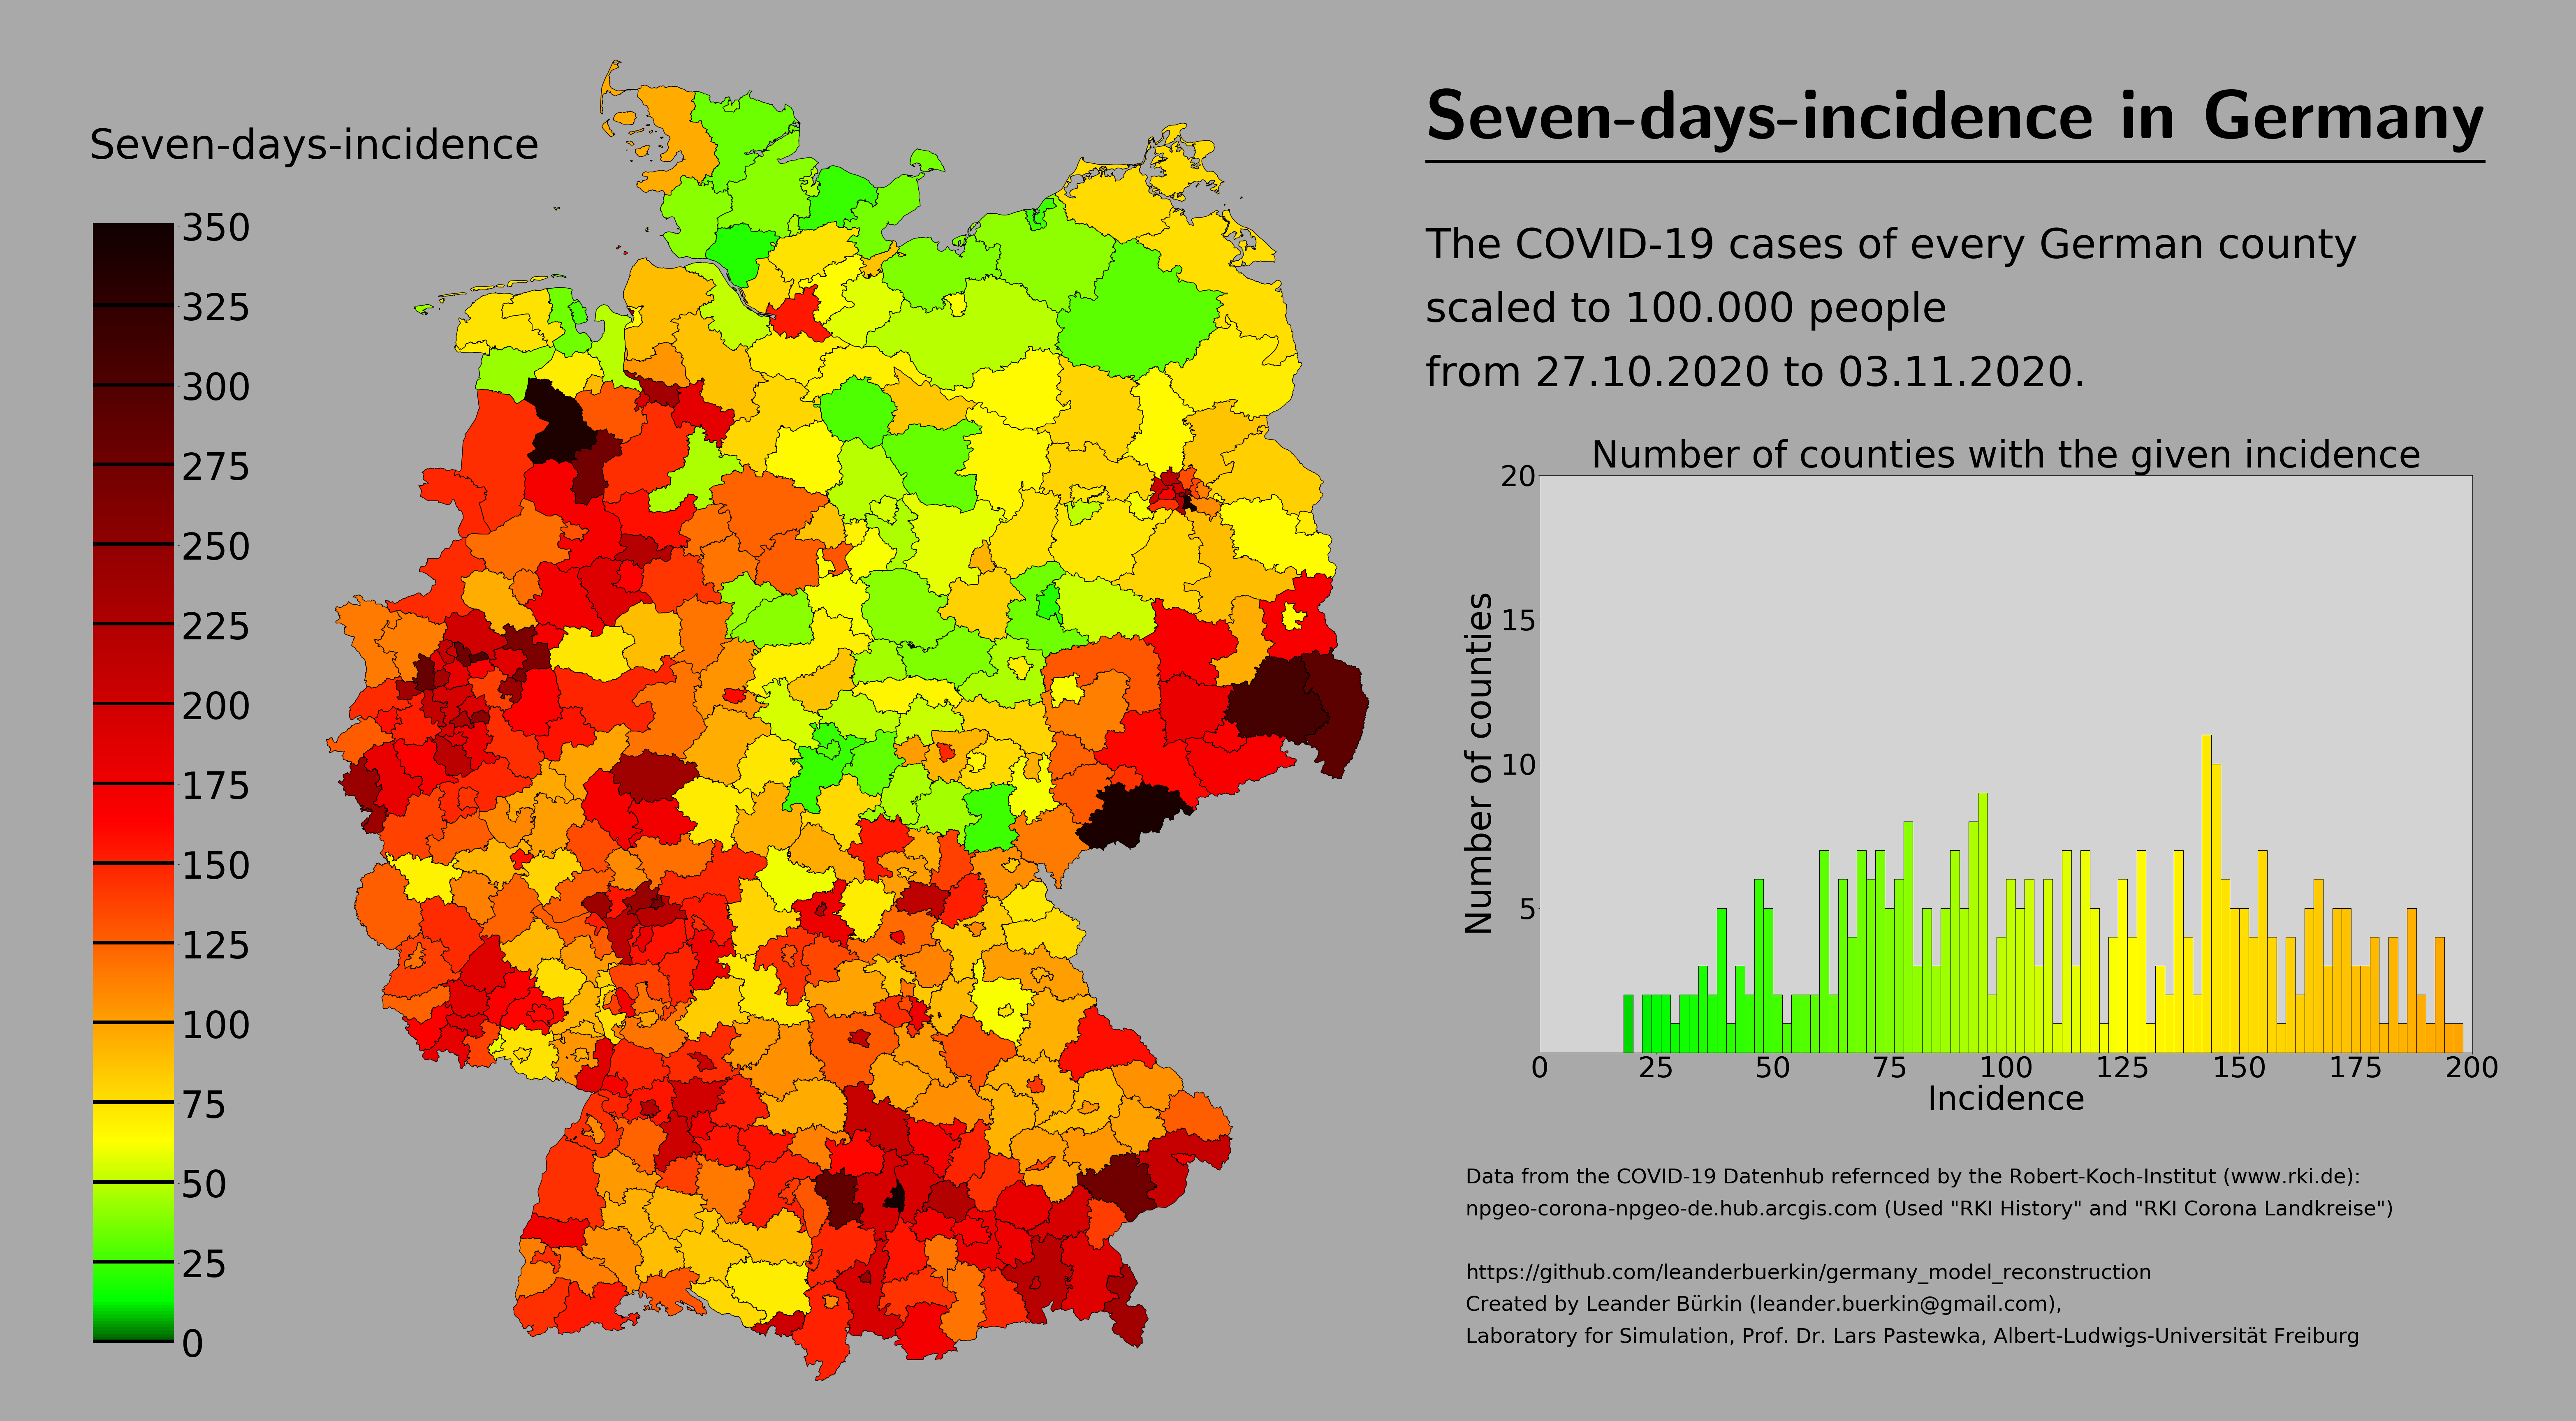 Seven-days-incidence
350
325
300
275
250
225
200
175
150
125
100
75
50
25
0
Seven-days-incidence in Germany
The COVID-19 cases of every German county
scaled to 100.000 people
from 27.10.2020 to 03.11.2020.
Number of counties with the given incidence
20
15
10
5
Number of counties
0 25 50 75 100 125 150 175 200
Incidence
Data from the COVID-19 Datenhub refernced by the Robert-Koch-Institut (www.rki.de):
npgeo-corona-npgeo-de.hub.arcgis.com (Used "RKI History" and "RKI Corona Landkreise")
https://github.com/leanderbuerkin/germany_model_reconstruction
Created by Leander Bürkin (leander.buerkin@gmail.com),
Laboratory for Simulation, Prof. Dr. Lars Pastewka, Albert-Ludwigs-Universität Freiburg